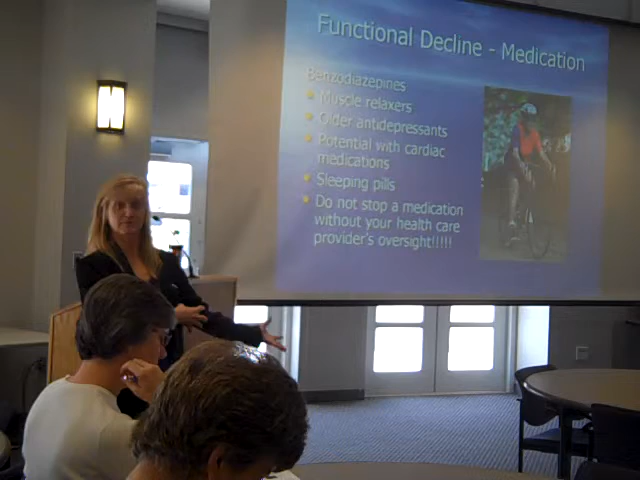 Functional Decline - Medication
Benzodiazepines
Muscle relaxers
Older antidepressants
Potential with cardiac
medications
Sleeping pills
Do not stop a medication
without your health care
provider's oversight!!!!!